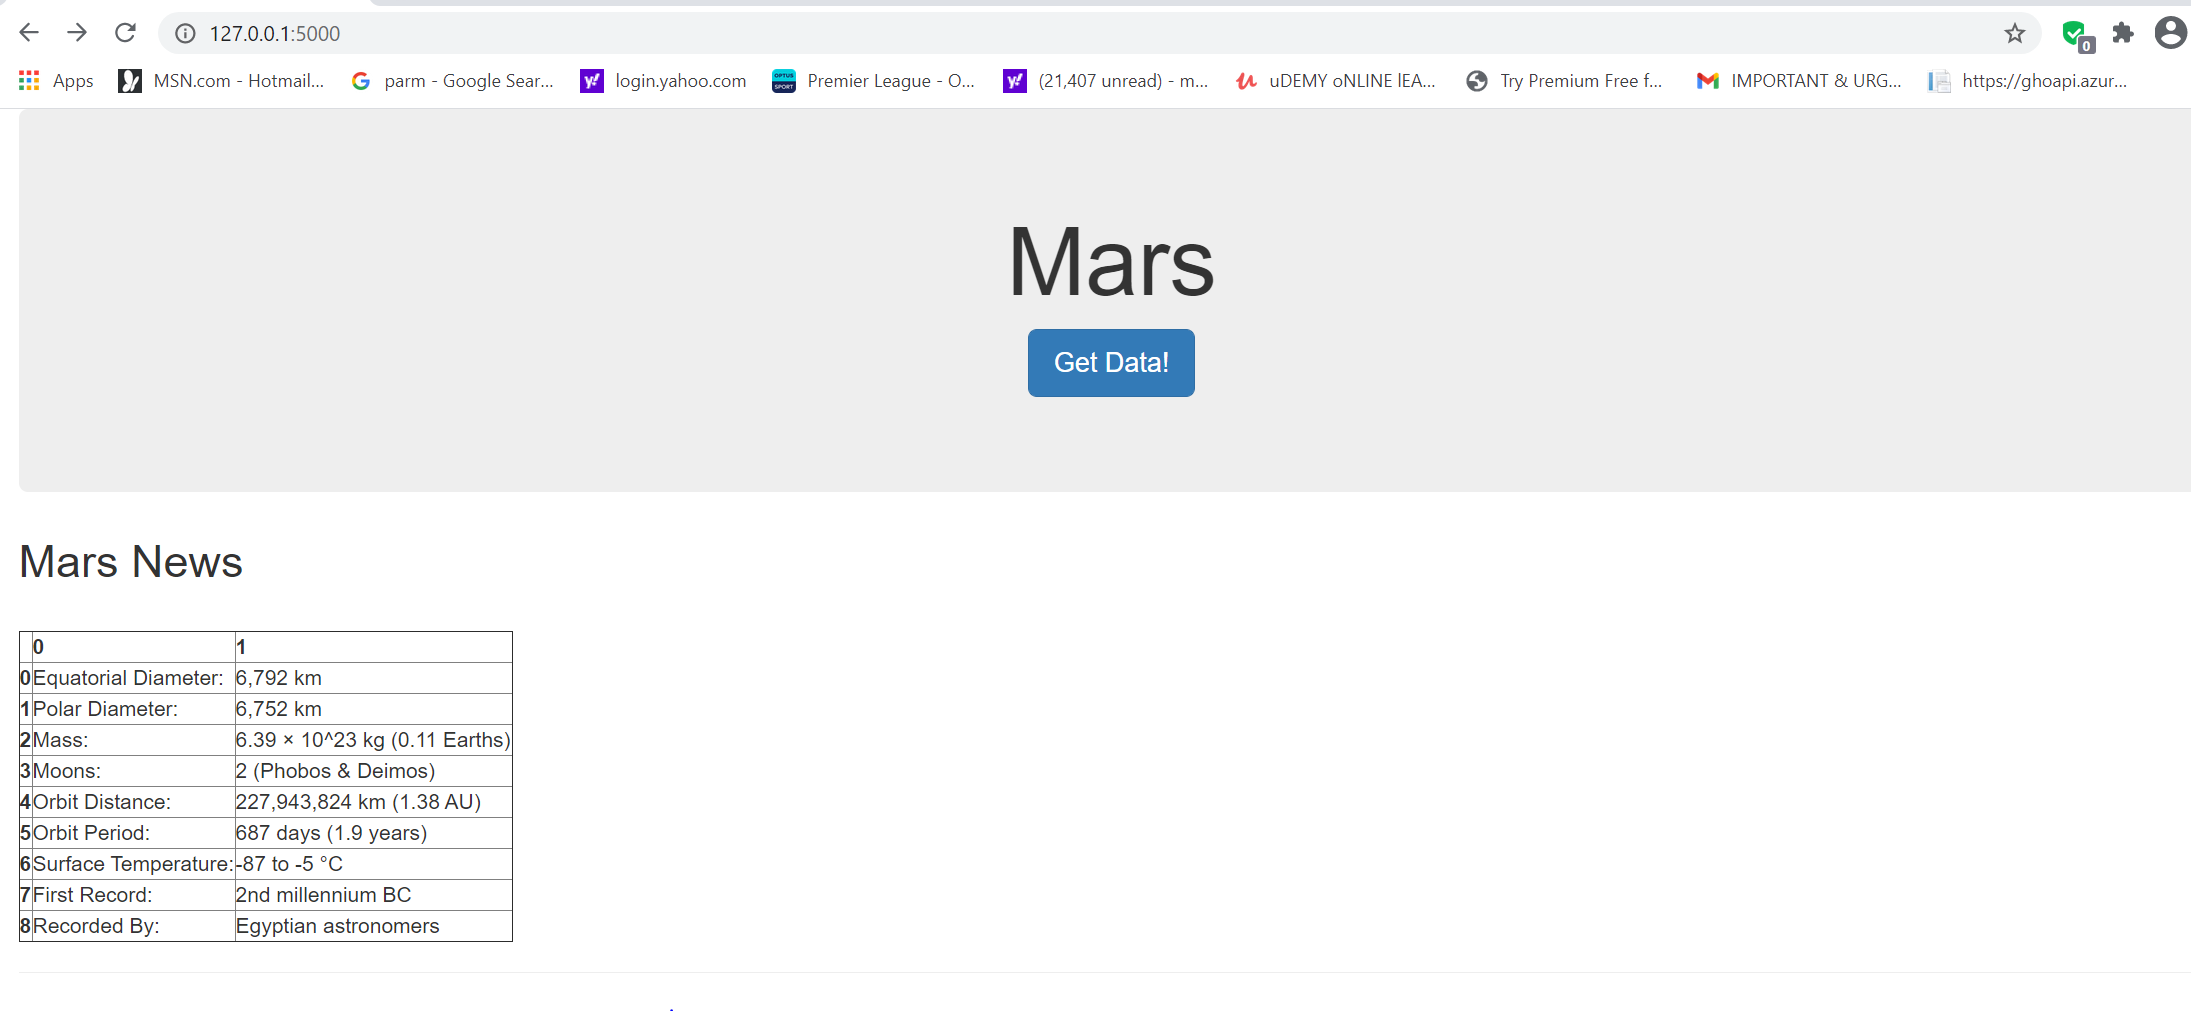 127.0.0.1:5000
0
Apps MSN.com - Hotmail... parm - Google Sear... login.yahoo.com OPTUS SPORT Premier League - O... (21,407 unread) - m... uDEMY oNLINE lEA... Try Premium Free f... IMPORTANT & URG... https://ghoapi.azur...
Mars
Get Data!
Mars News
0 1
0 Equatorial Diameter: 6,792 km
1 Polar Diameter: 6,752 km
2 Mass: 6.39 × 10^23 kg (0.11 Earths)
3 Moons: 2 (Phobos & Deimos)
4 Orbit Distance: 227,943,824 km (1.38 AU)
5 Orbit Period: 687 days (1.9 years)
6 Surface Temperature: -87 to -5 °C
7 First Record: 2nd millennium BC
8 Recorded By: Egyptian astronomers